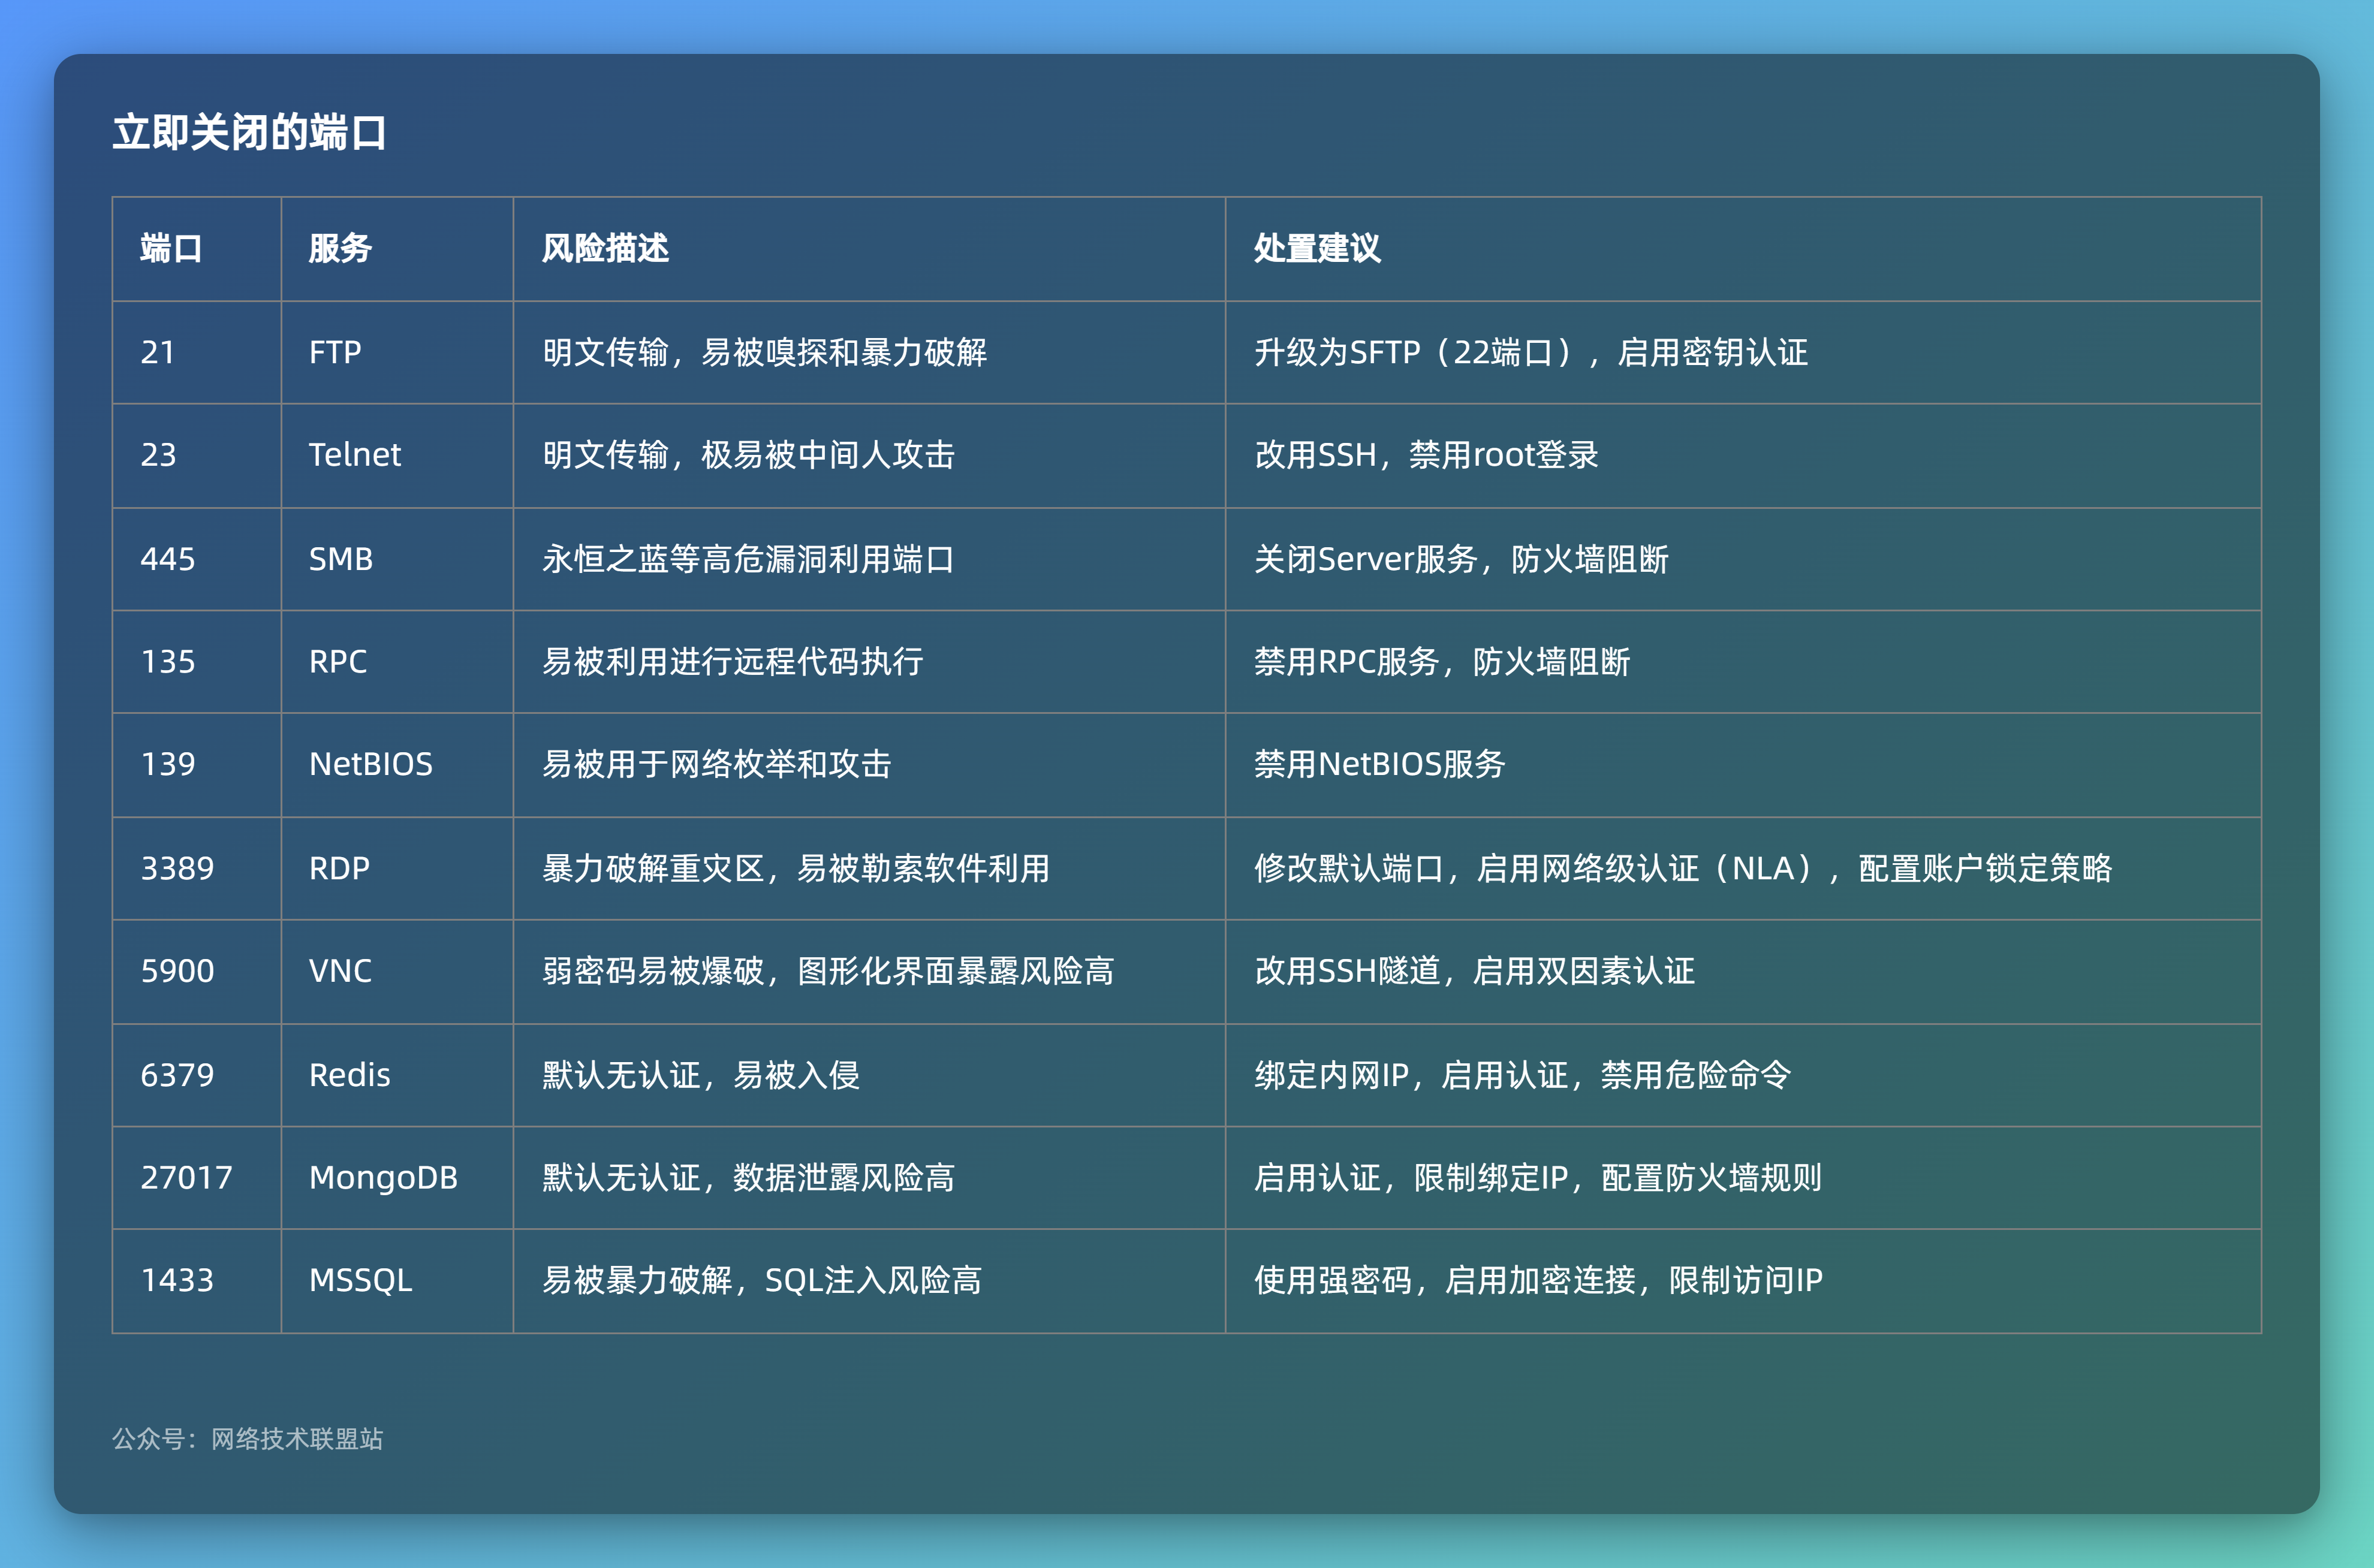 立即关闭的端口
端口 服务 风险描述 处置建议
21 FTP 明文传输，易被嗅探和暴力破解 升级为SFTP（22端口），启用密钥认证
23 Telnet 明文传输，极易被中间人攻击 改用SSH，禁用root登录
445 SMB 永恒之蓝等高危漏洞利用端口 关闭Server服务，防火墙阻断
135 RPC 易被利用进行远程代码执行 禁用RPC服务，防火墙阻断
139 NetBIOS 易被用于网络枚举和攻击 禁用NetBIOS服务
3389 RDP 暴力破解重灾区，易被勒索软件利用 修改默认端口，启用网络级认证（NLA），配置账户锁定策略
5900 VNC 弱密码易被爆破，图形化界面暴露风险高 改用SSH隧道，启用双因素认证
6379 Redis 默认无认证，易被入侵 绑定内网IP，启用认证，禁用危险命令
27017 MongoDB 默认无认证，数据泄露风险高 启用认证，限制绑定IP，配置防火墙规则
1433 MSSQL 易被暴力破解，SQL注入风险高 使用强密码，启用加密连接，限制访问IP
公众号：网络技术联盟站